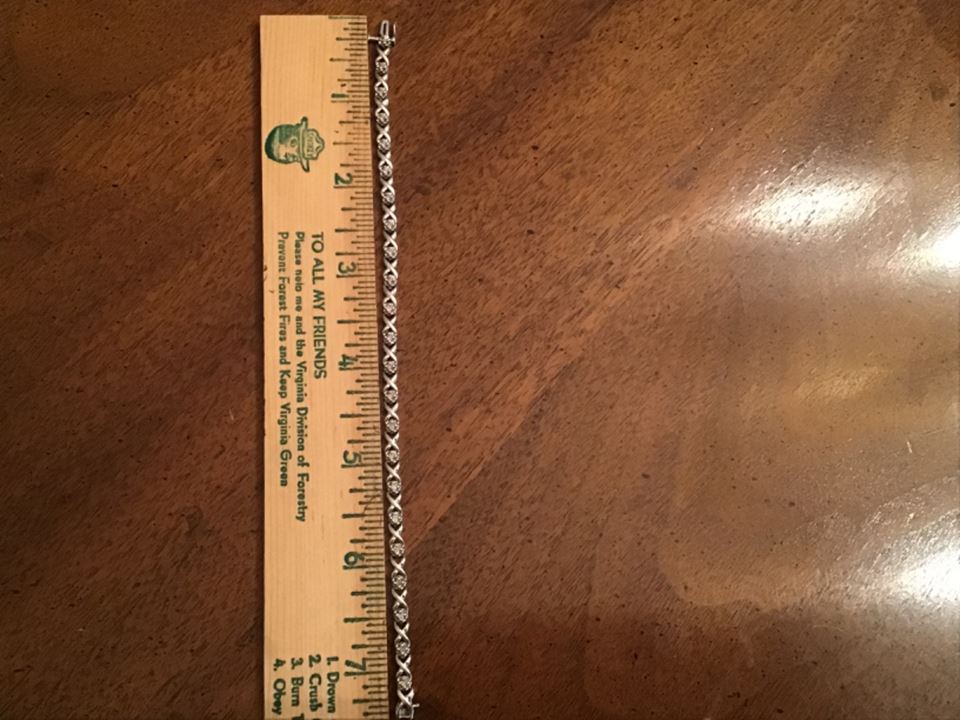 1 2 3 4 5 6 7
TO ALL MY FRIENDS
Please help me and the Virginia Division of Forestry
Prevent Forest Fires and Keep Virginia Green
1. Drown
2. Crush
3. Burn
4. Obey